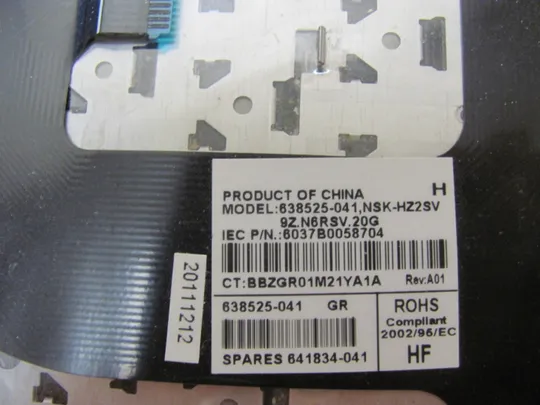 PRODUCT OF CHINA H
MODEL:638525-041,NSK-HZ2SV
9Z.N6RSV.20G
IEC P/N.:6037B0058704
CT:BBZGR01M21YA1A Rev:A01
638525-041 GR
SPARES 641834-041
ROHS
Compliant
2002/95/EC
HF
20111212